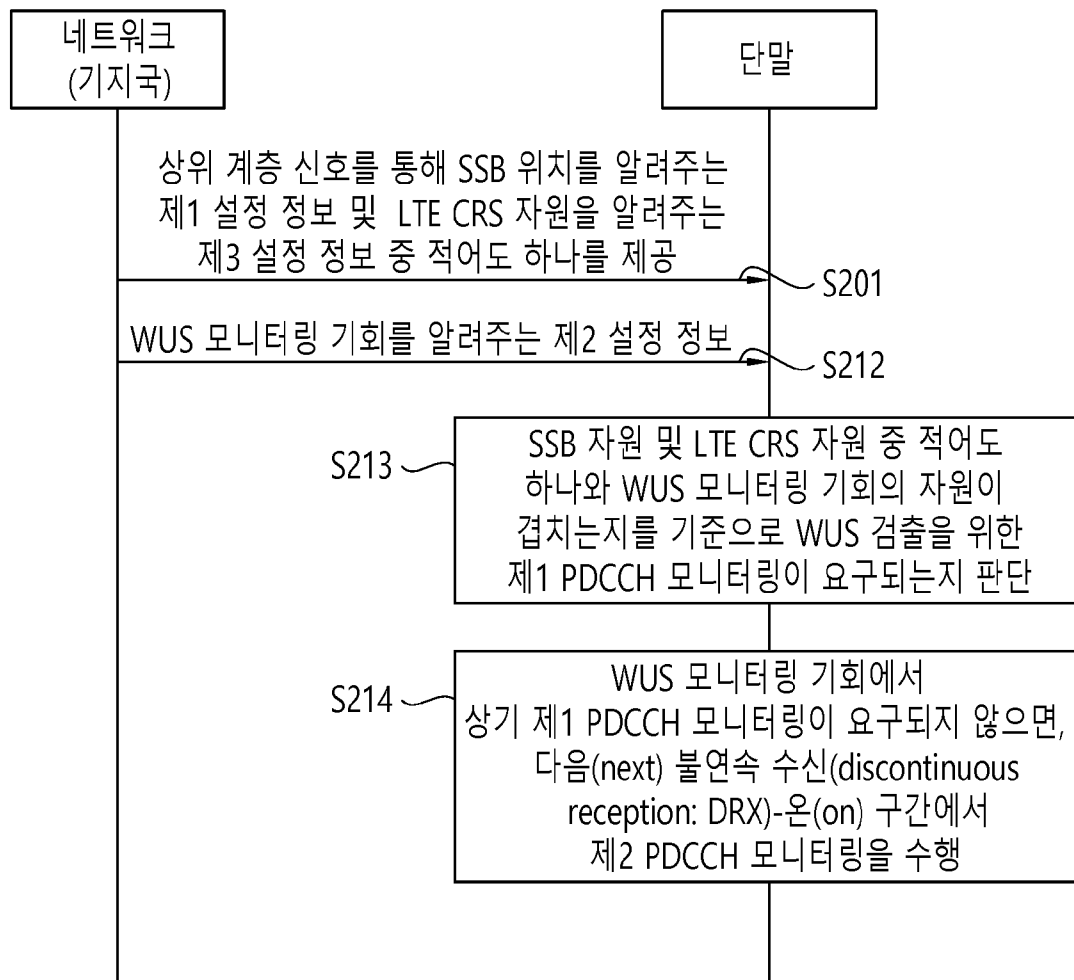 네트워크
(기지국)
단말
상위 계층 신호를 통해 SSB 위치를 알려주는
제1 설정 정보 및 LTE CRS 자원을 알려주는
제3 설정 정보 중 적어도 하나를 제공
S201
WUS 모니터링 기회를 알려주는 제2 설정 정보
S212
S213
SSB 자원 및 LTE CRS 자원 중 적어도
하나와 WUS 모니터링 기회의 자원이
겹치는지를 기준으로 WUS 검출을 위한
제1 PDCCH 모니터링이 요구되는지 판단
S214
WUS 모니터링 기회에서
상기 제1 PDCCH 모니터링이 요구되지 않으면,
다음(next) 불연속 수신(discontinuous
reception: DRX)-온(on) 구간에서
제2 PDCCH 모니터링을 수행